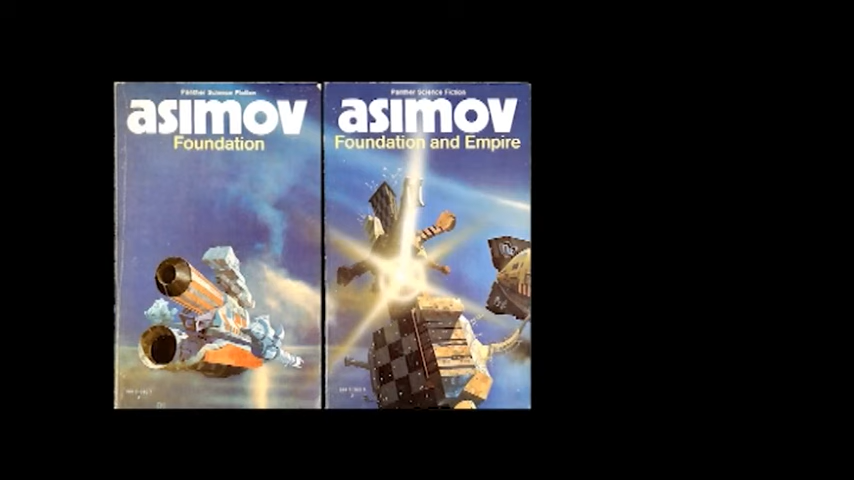 Panther Science Fiction
asimov
Foundation
Panther Science Fiction
asimov
Foundation and Empire